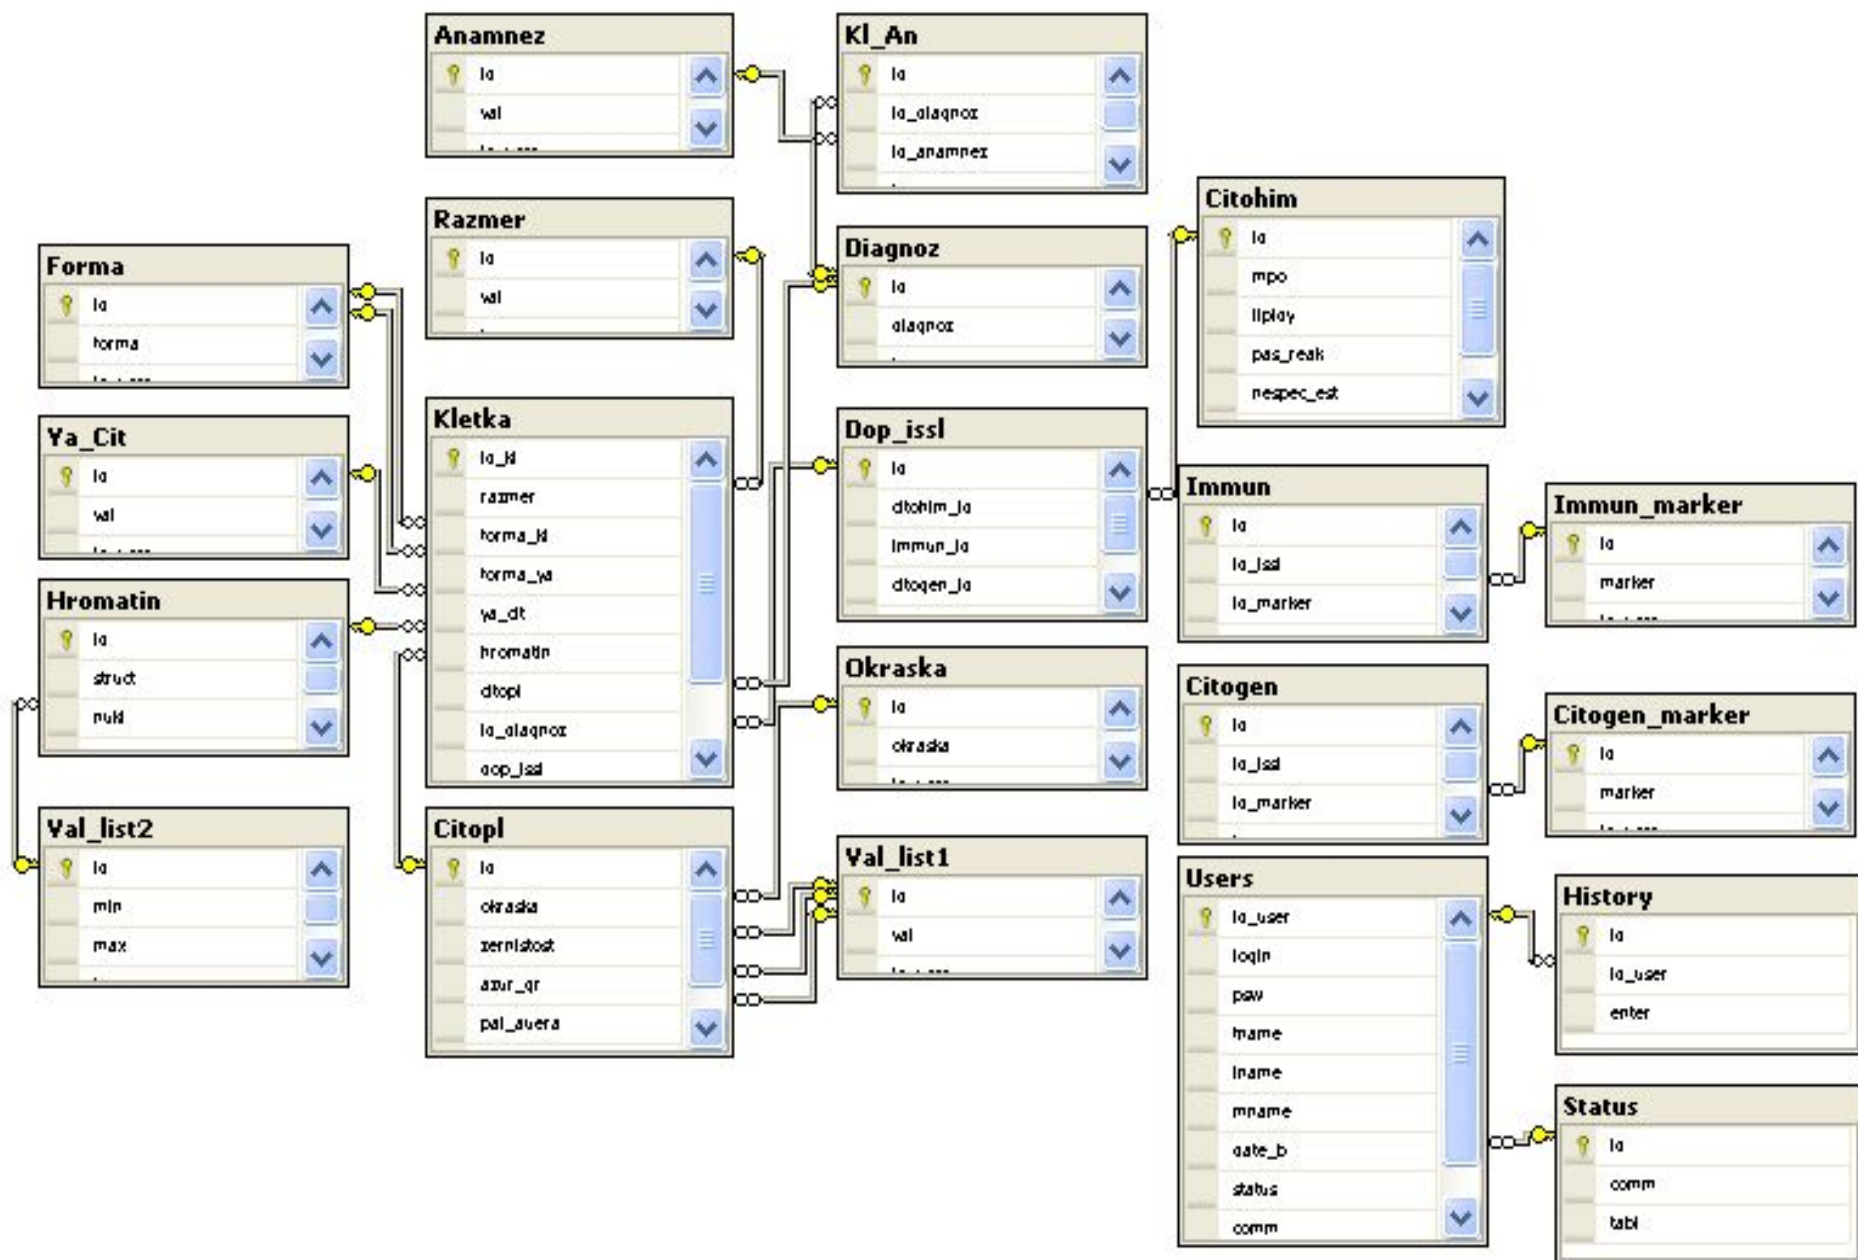 Anamnez
id
val
Kl_An
id
id_diagnoz
id_anamnez
Razmer
id
val
Citohim
id
mpo
liploy
pas_reak
nespec_est
Forma
id
forma
Diagnoz
id
diagnoz
Kletka
id_kl
razmer
forma_kl
forma_ya
ya_cit
hromatin
citopl
id_diagnoz
dop_issl
Ya_Cit
id
val
Dop_issl
id
citohim_id
immun_id
citogen_id
Immun
id
id_issl
id_marker
Immun_marker
id
marker
Hromatin
id
struct
nukl
Okraska
id
okraska
Citogen
id
id_issl
id_marker
Citogen_marker
id
marker
Val_list2
id
min
max
Citopl
id
okraska
zernistost
azur_gr
Val_list1
id
val
Users
id_user
login
psw
fname
lname
mname
date_b
status
comm
History
id
id_user
enter
Status
id
comm
tabl